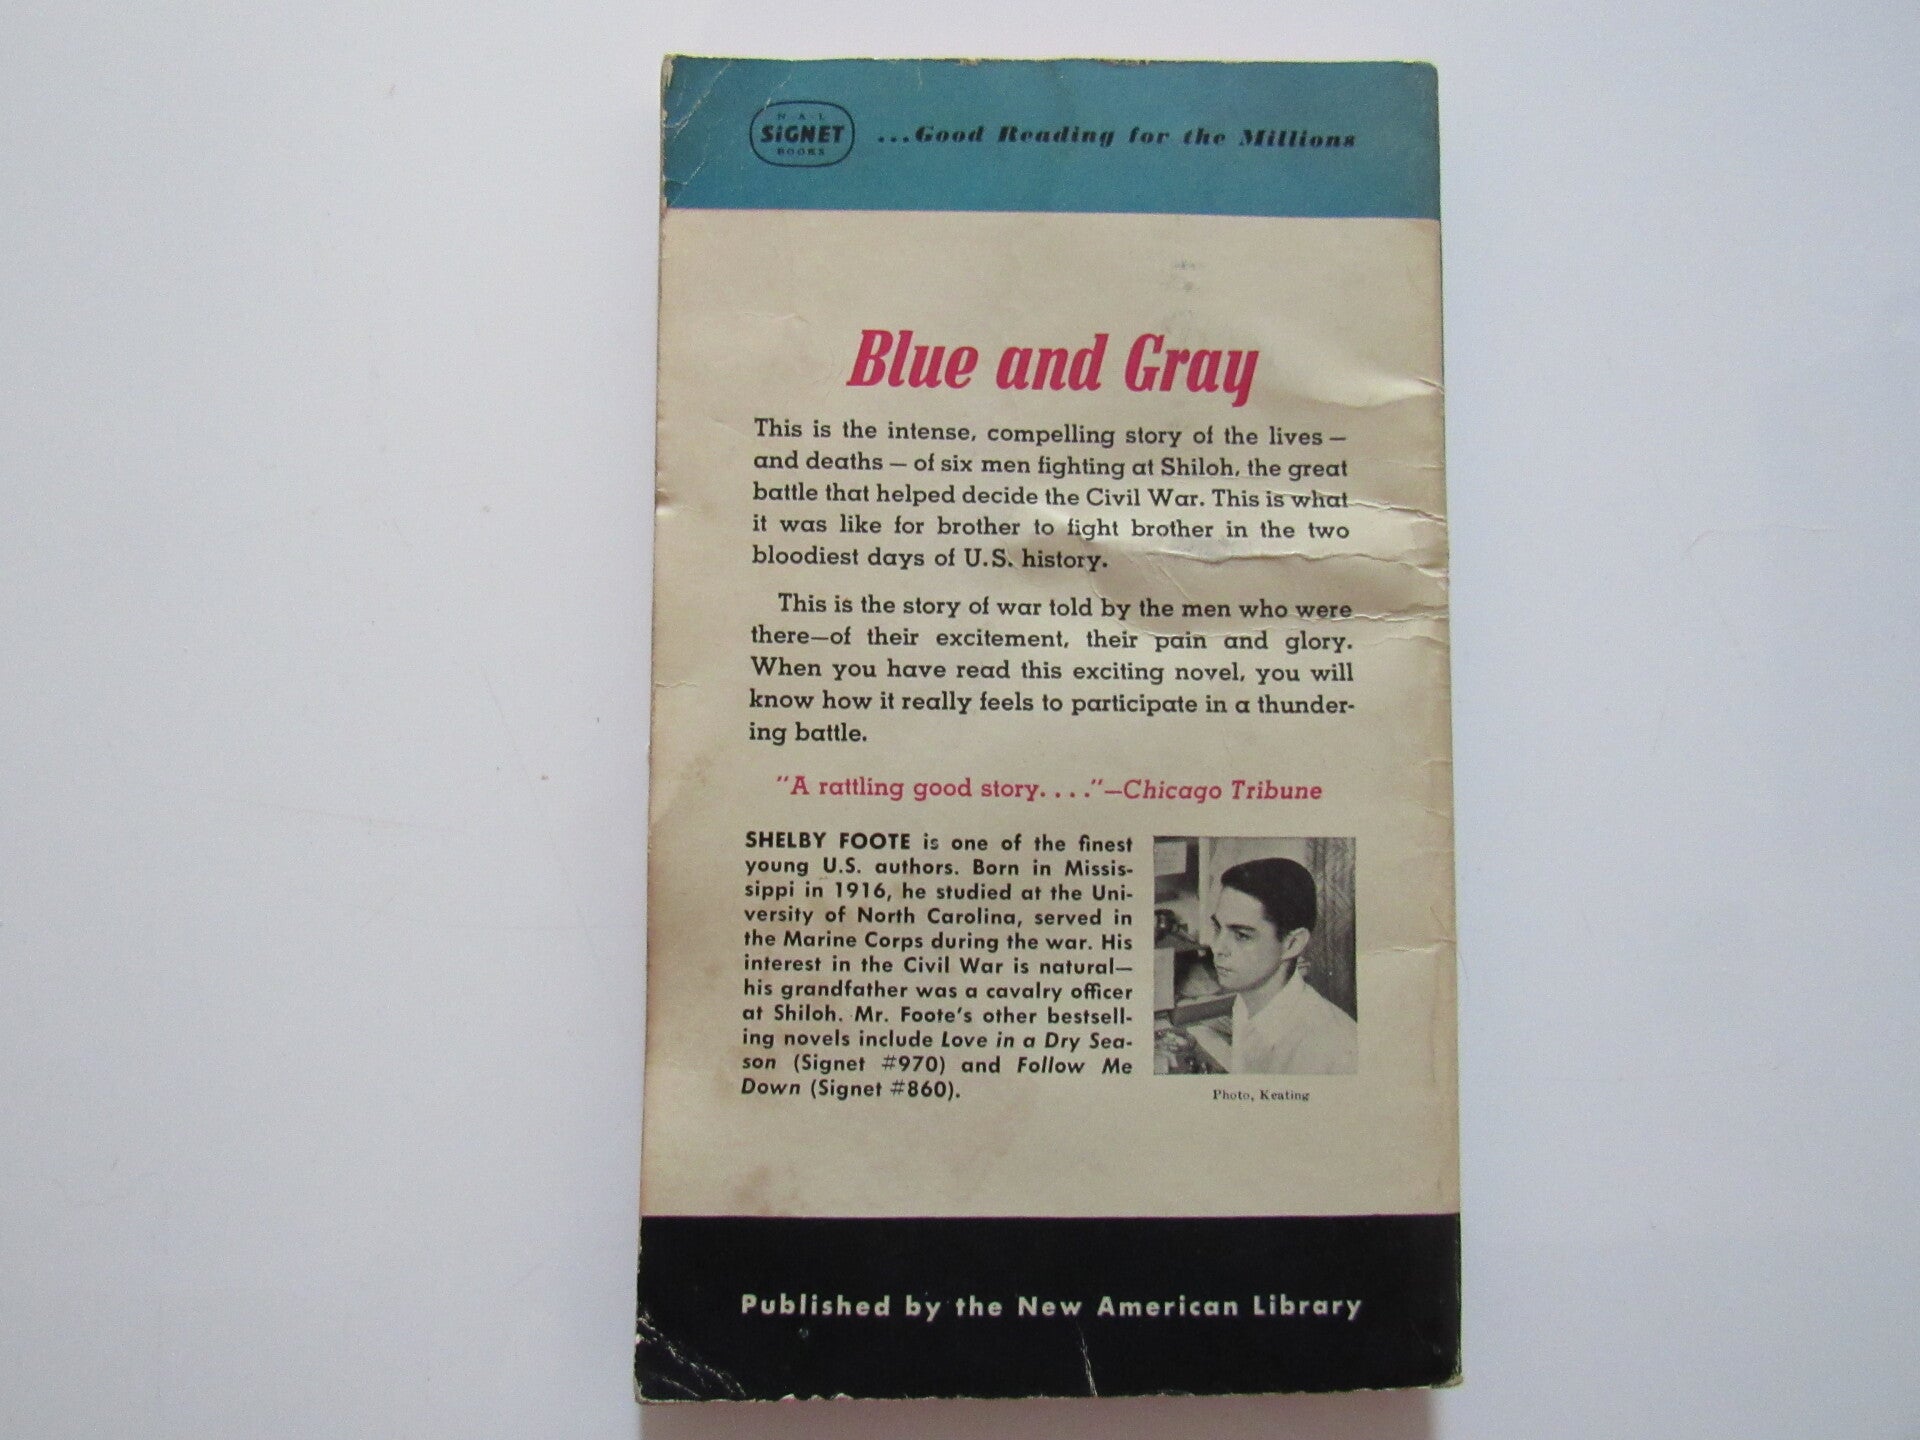 N A L
SiGNET
BOOKS
...Good Reading for the Millions
Blue and Gray
This is the intense, compelling story of the lives —
and deaths — of six men fighting at Shiloh, the great
battle that helped decide the Civil War. This is what
it was like for brother to fight brother in the two
bloodiest days of U.S. history.
This is the story of war told by the men who were
there—of their excitement, their pain and glory.
When you have read this exciting novel, you will
know how it really feels to participate in a thunder-
ing battle.
"A rattling good story. . . ."—Chicago Tribune
SHELBY FOOTE is one of the finest
young U.S. authors. Born in Missis-
sippi in 1916, he studied at the Uni-
versity of North Carolina, served in
the Marine Corps during the war. His
interest in the Civil War is natural—
his grandfather was a cavalry officer
at Shiloh. Mr. Foote's other bestsell-
ing novels include Love in a Dry Sea-
son (Signet #970) and Follow Me
Down (Signet #860).
Photo, Keating
Published by the New American Library